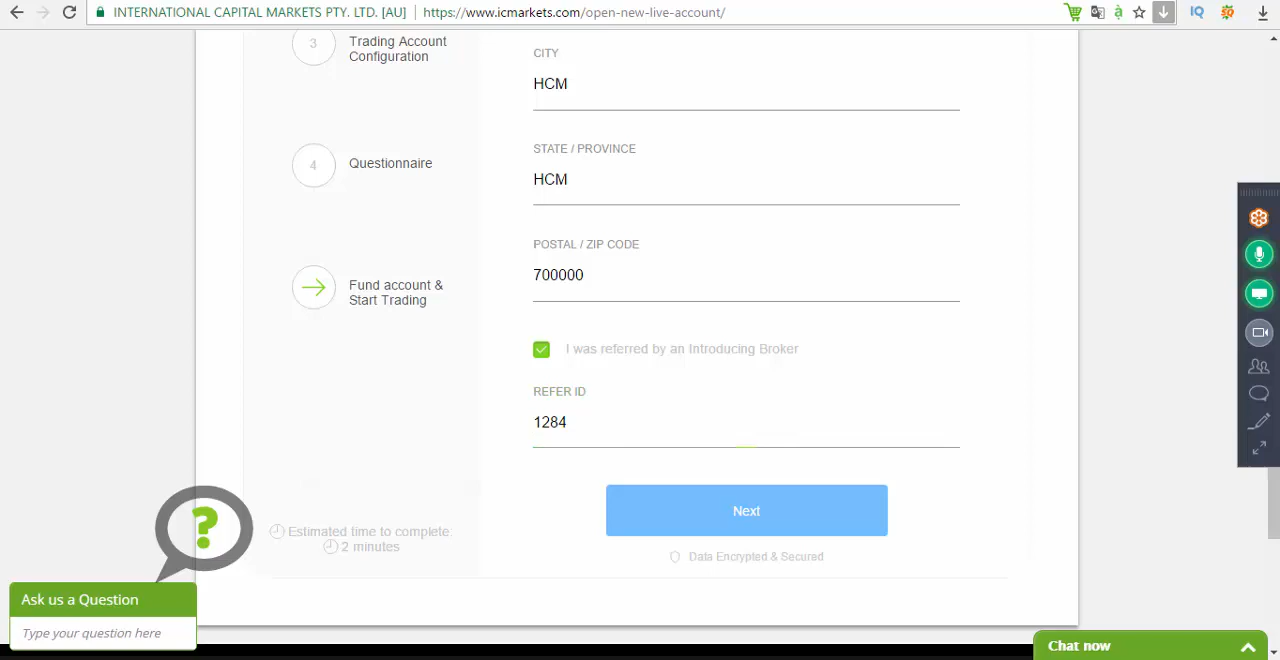 INTERNATIONAL CAPITAL MARKETS PTY. LTD. [AU] https://www.icmarkets.com/open-new-live-account/
IQ
3 Trading Account
Configuration
CITY
HCM
4 Questionnaire
STATE / PROVINCE
HCM
POSTAL / ZIP CODE
700000
Fund account &
Start Trading
I was referred by an Introducing Broker
REFER ID
1284
Next
Data Encrypted & Secured
Estimated time to complete:
2 minutes
?
Ask us a Question
Type your question here
Chat now